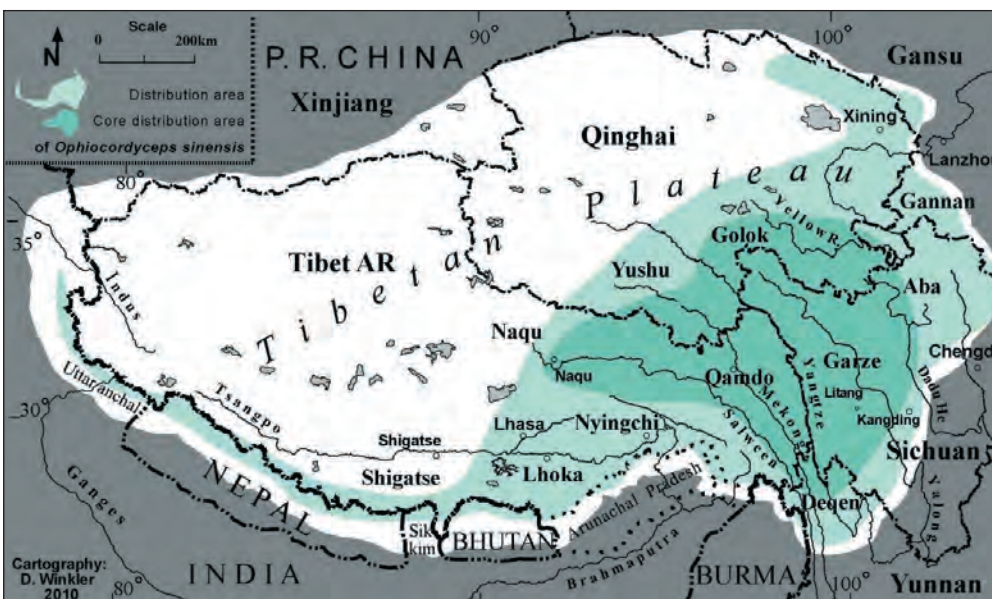 Scale
0 200km
N
Distribution area
Core distribution area
of Ophiocordyceps sinensis
90°
100°
P. R. CHINA
Gansu
Xinjiang
Xining
Qinghai
Lanzhou
80°
Plateau
Gannan
35°
Yellow R.
Golok
Tibet AR
Yushu
Aba
Indus
Tibetan
Naqu
Garze
Chengd
Naqu
Qamdo
Yangtze
Litang
Dadu He
Uttaranchal
Mekong
Kangding
30°
Tsangpo
Lhasa
Nyingchi
Salween
Shigatse
Sichuan
Shigatse
Lhoka
Deqen
Yalong
Ganges
NEPAL
Sik
kim
BHUTAN
Arunachal Pradesh
Cartography:
D. Winkler
2010
80°
INDIA
Brahmaputra
BURMA
100°
Yunnan